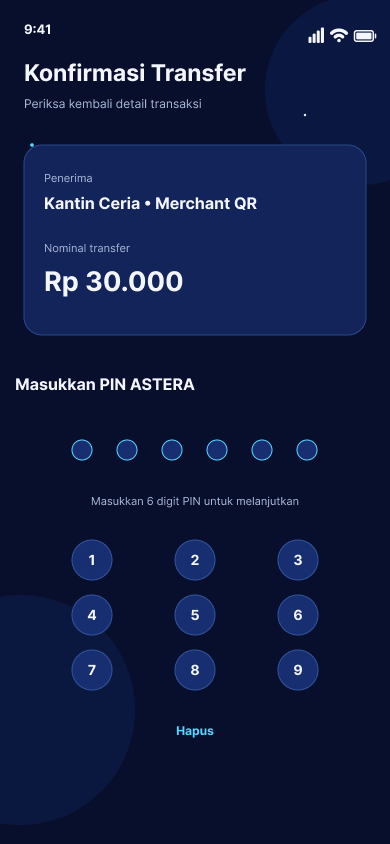 9:41
Konfirmasi Transfer
Periksa kembali detail transaksi
Penerima
Kantin Ceria • Merchant QR
Nominal transfer
Rp 30.000
Masukkan PIN ASTERA
Masukkan 6 digit PIN untuk melanjutkan
1 2 3
4 5 6
7 8 9
Hapus